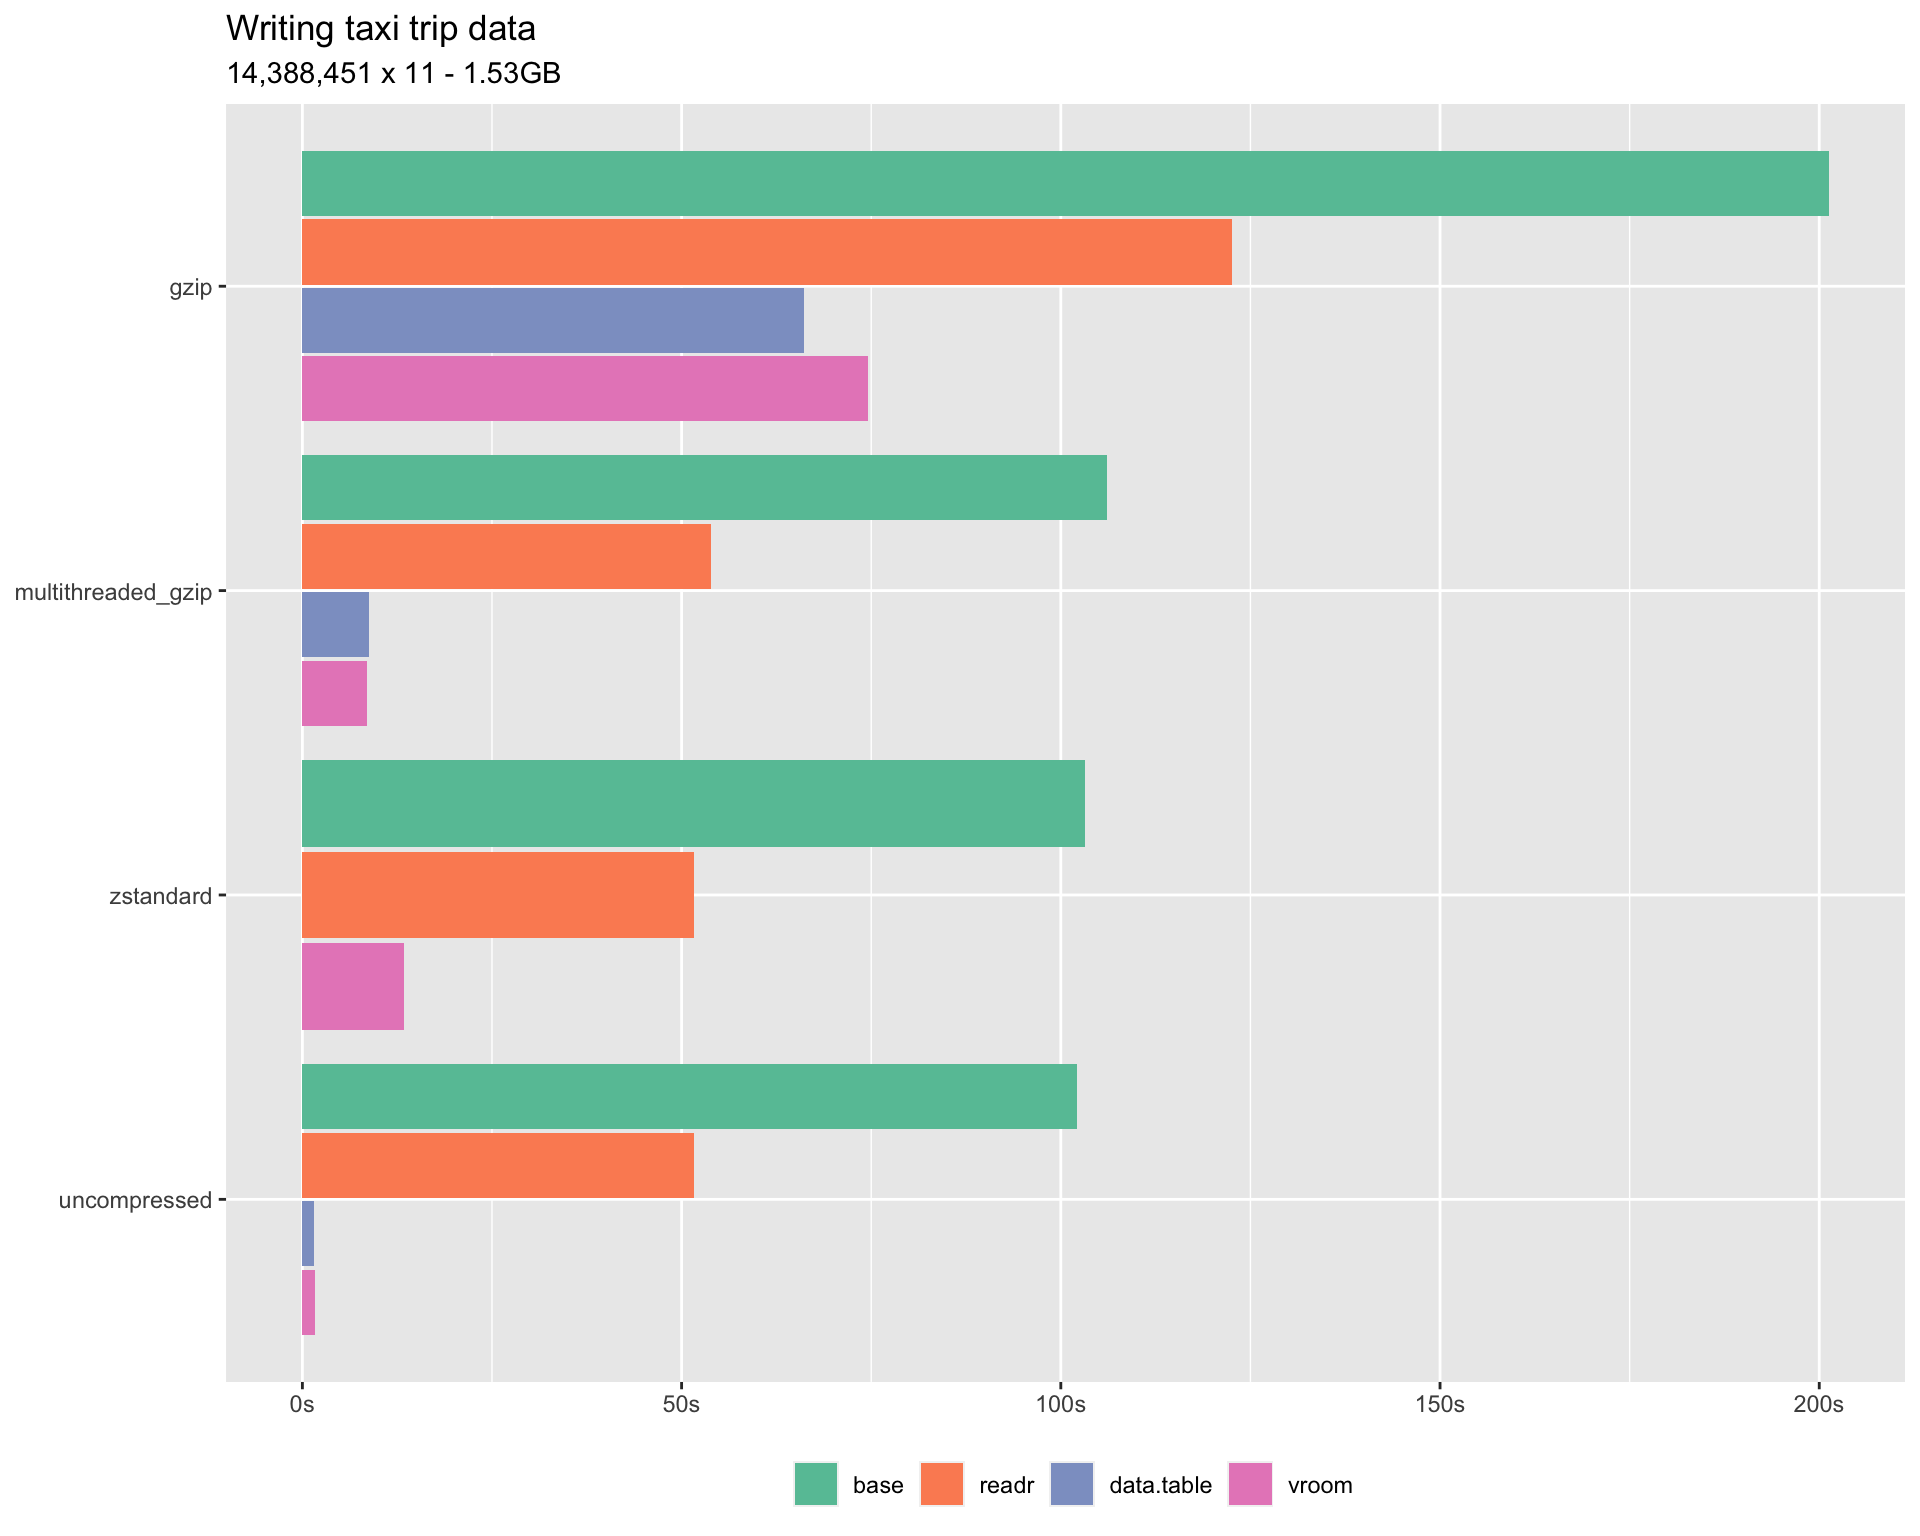 Writing taxi trip data
14,388,451 x 11 - 1.53GB
gzip
multithreaded_gzip
zstandard
uncompressed
0s 50s 100s 150s 200s
base readr data.table vroom